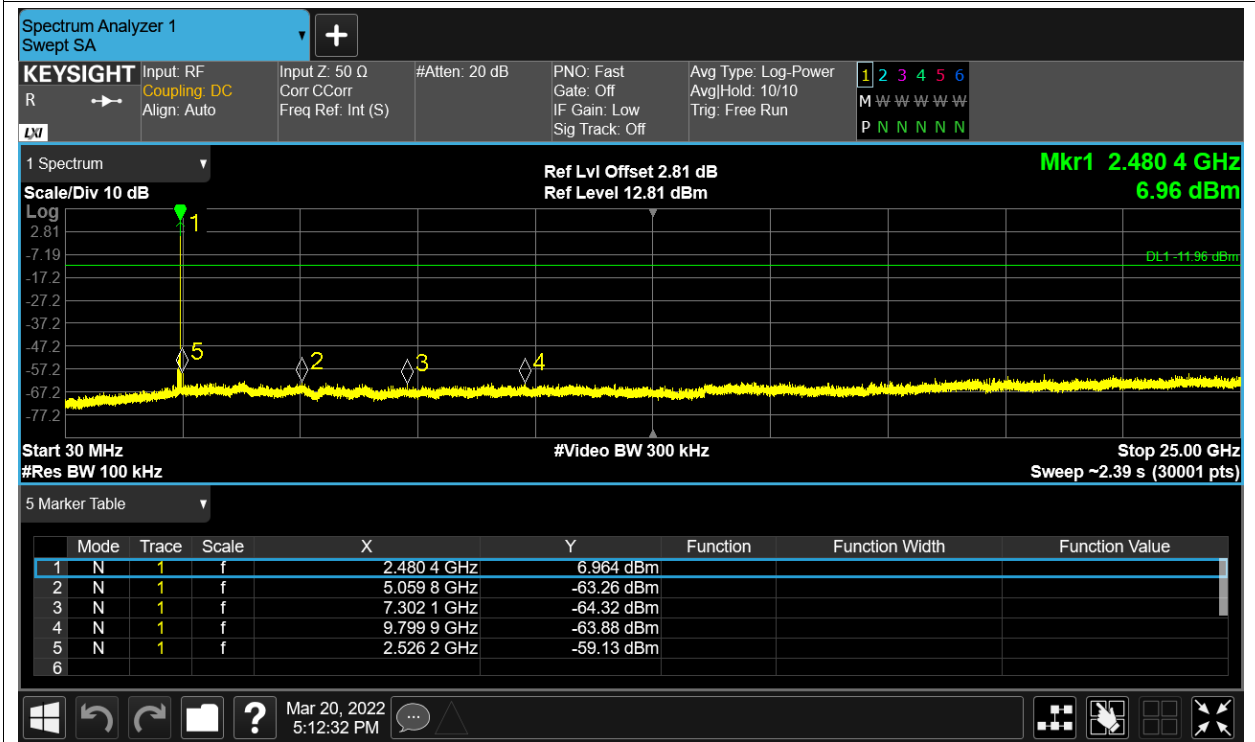 Spectrum Analyzer 1
Swept SA
KEYSIGHT
R
LXI
Input: RF
Coupling: DC
Align: Auto
Input Z: 50 Ω
Corr CCorr
Freq Ref: Int (S)
#Atten: 20 dB
PNO: Fast
Gate: Off
IF Gain: Low
Sig Track: Off
Avg Type: Log-Power
Avg|Hold: 10/10
Trig: Free Run
1 2 3 4 5 6
M W W W W W
P N N N N N
1 Spectrum
Scale/Div 10 dB
Ref Lvl Offset 2.81 dB
Ref Level 12.81 dBm
Mkr1 2.480 4 GHz
6.96 dBm
Log
2.81
-7.19
-17.2
-27.2
-37.2
-47.2
-57.2
-67.2
-77.2
1
DL1 -11.96 dBm
5
2
3
4
Start 30 MHz
#Res BW 100 kHz
#Video BW 300 kHz
Stop 25.00 GHz
Sweep ~2.39 s (30001 pts)
5 Marker Table
Mode Trace Scale X Y Function Function Width Function Value
1 N 1 f 2.480 4 GHz 6.964 dBm
2 N 1 f 5.059 8 GHz -63.26 dBm
3 N 1 f 7.302 1 GHz -64.32 dBm
4 N 1 f 9.799 9 GHz -63.88 dBm
5 N 1 f 2.526 2 GHz -59.13 dBm
6
?
Mar 20, 2022
5:12:32 PM